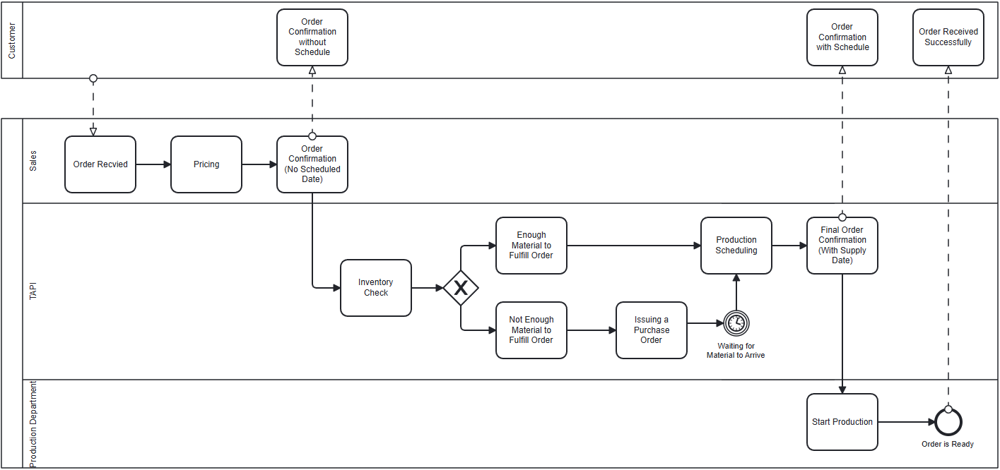 Customer
Order
Confirmation
without
Schedule
Order
Confirmation
with Schedule
Order Received
Successfully
Sales
Order Recvied
Pricing
Order
Confirmation
(No Scheduled
Date)
TAPI
Inventory
Check
X
Enough
Material to
Fulfill Order
Not Enough
Material to
Fulfill Order
Issuing a
Purchase
Order
Waiting for
Material to Arrive
Production
Scheduling
Final Order
Confirmation
(With Supply
Date)
Production Department
Start Production
Order is Ready